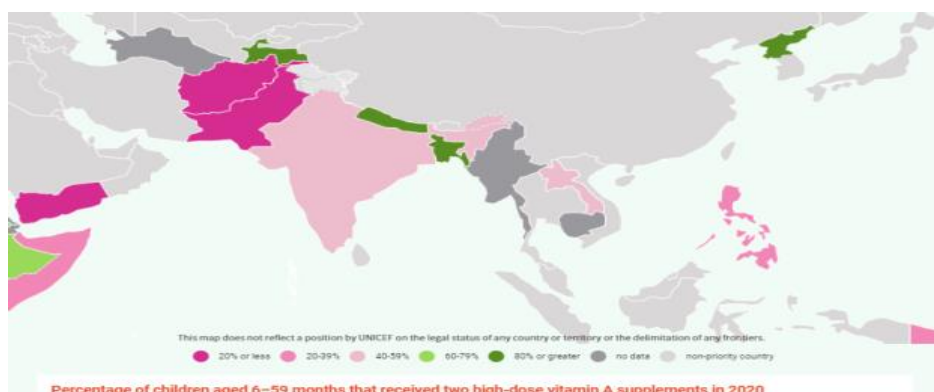 This map does not reflect a position by UNICEF on the legal status of any country or territory or the delimitation of any frontiers.
20% or less 20-39% 40-59% 60-79% 80% or greater no data non-priority country
Percentage of children aged 6–59 months that received two high-dose vitamin A supplements in 2020